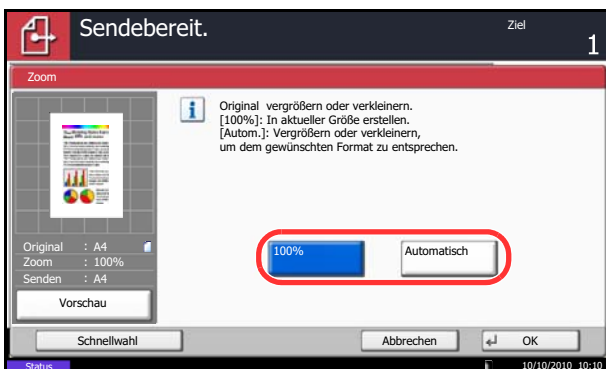 Sendebereit.
Ziel
1
Zoom
Original vergrößern oder verkleinern.
[100%]: In aktueller Größe erstellen.
[Autom.]: Vergrößern oder verkleinern,
um dem gewünschten Format zu entsprechen.
Original : A4
Zoom : 100%
Senden : A4
100%
Automatisch
Vorschau
Schnellwahl
Abbrechen
OK
Status
10/10/2010 10:10